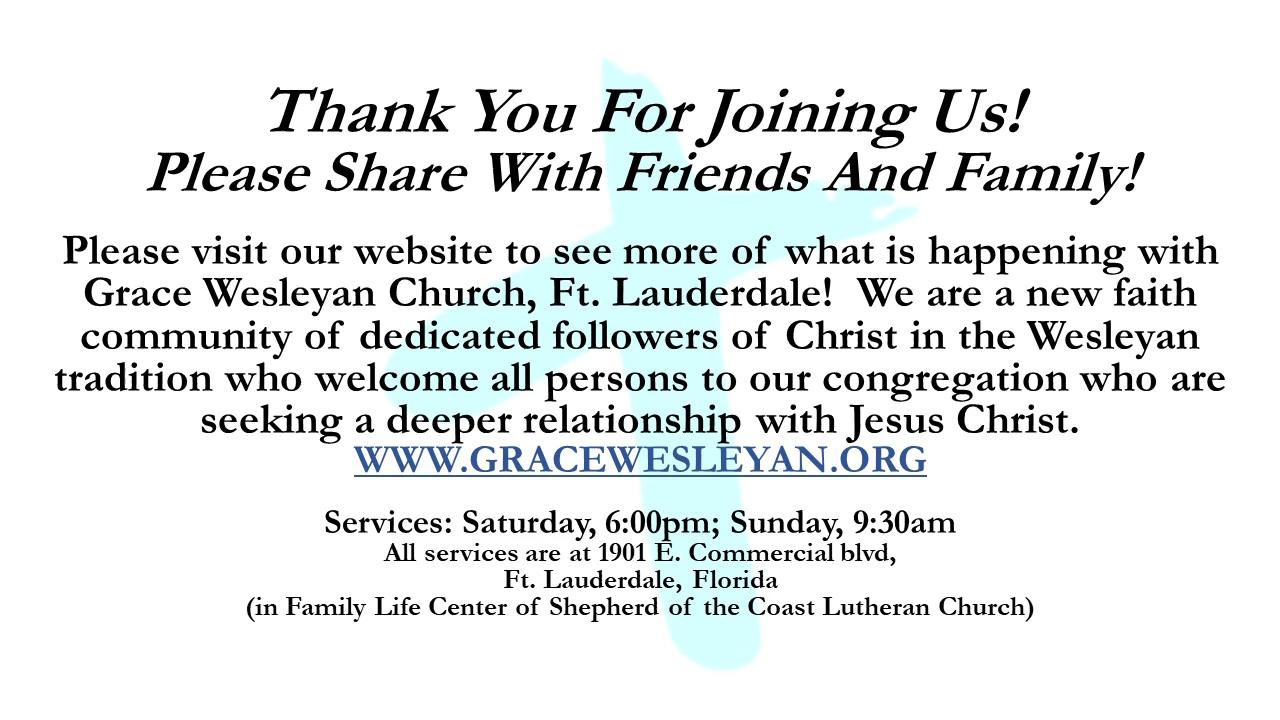 Thank You For Joining Us!
Please Share With Friends And Family!
Please visit our website to see more of what is happening with
Grace Wesleyan Church, Ft. Lauderdale!  We are a new faith
community of dedicated followers of Christ in the Wesleyan
tradition who welcome all persons to our congregation who are
seeking a deeper relationship with Jesus Christ.
WWW.GRACEWESLEYAN.ORG
Services: Saturday, 6:00pm; Sunday, 9:30am
All services are at 1901 E. Commercial blvd,
Ft. Lauderdale, Florida
(in Family Life Center of Shepherd of the Coast Lutheran Church)